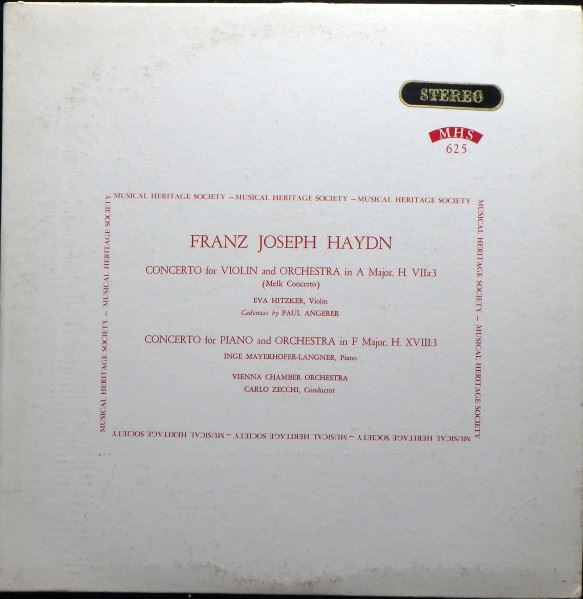 STEREO
MHS
625
MUSICAL HERITAGE SOCIETY – MUSICAL HERITAGE SOCIETY – MUSICAL HERITAGE SOCIETY
MUSICAL HERITAGE SOCIETY – MUSICAL HERITAGE SOCIETY
FRANZ JOSEPH HAYDN
CONCERTO for VIOLIN and ORCHESTRA in A Major, H. VIIa:3
(Melk Concerto)
EVA HITZKER, Violin
Cadenzas by PAUL ANGERER
CONCERTO for PIANO and ORCHESTRA in F Major, H. XVIII:3
INGE MAYERHOFER-LANGNER, Piano
VIENNA CHAMBER ORCHESTRA
CARLO ZECCHI, Conductor
MUSICAL HERITAGE SOCIETY – MUSICAL HERITAGE SOCIETY
MUSICAL HERITAGE SOCIETY – MUSICAL HERITAGE SOCIETY – MUSICAL HERITAGE SOCIETY